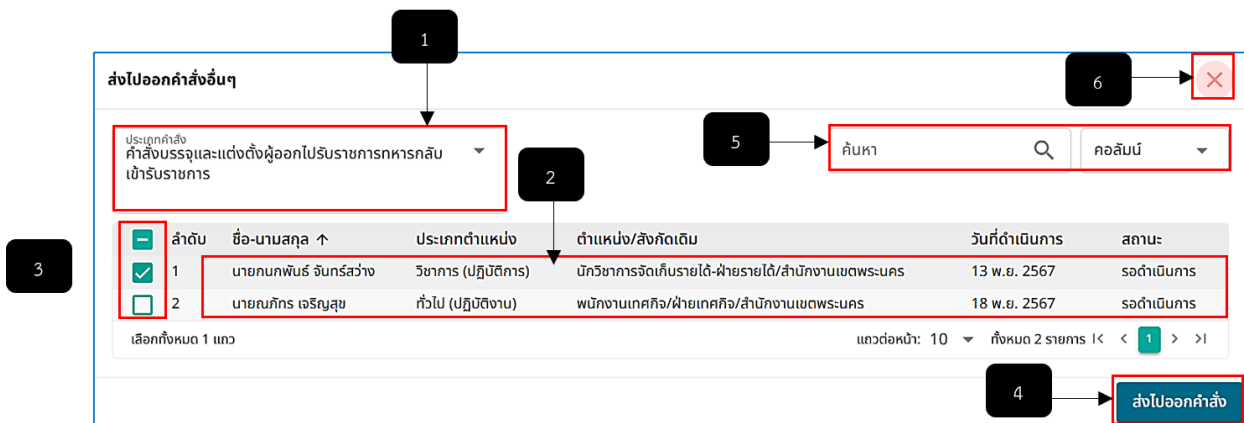 1
ส่งไปออกคำสั่งอื่นๆ
6
ประเภทคำสั่ง
คำสั่งบรรจุและแต่งตั้งผู้ออกไปรับราชการทหารกลับ
เข้ารับราชการ
5
ค้นหา
คอลัมน์
2
3
ลำดับ ชื่อ-นามสกุล ↑ ประเภทตำแหน่ง ตำแหน่ง/สังกัดเดิม วันที่ดำเนินการ สถานะ
1 นายกนกพันธ์ จันทร์สว่าง วิชาการ (ปฏิบัติการ) นักวิชาการจัดเก็บรายได้-ฝ่ายรายได้/สำนักงานเขตพระนคร 13 พ.ย. 2567 รอดำเนินการ
2 นายณภัทร เจริญสุข ทั่วไป (ปฏิบัติงาน) พนักงานเทศกิจ/ฝ่ายเทศกิจ/สำนักงานเขตพระนคร 18 พ.ย. 2567 รอดำเนินการ
เลือกทั้งหมด 1 แถว แถวต่อหน้า: 10 ทั้งหมด 2 รายการ |< < 1 > >|
4
ส่งไปออกคำสั่ง